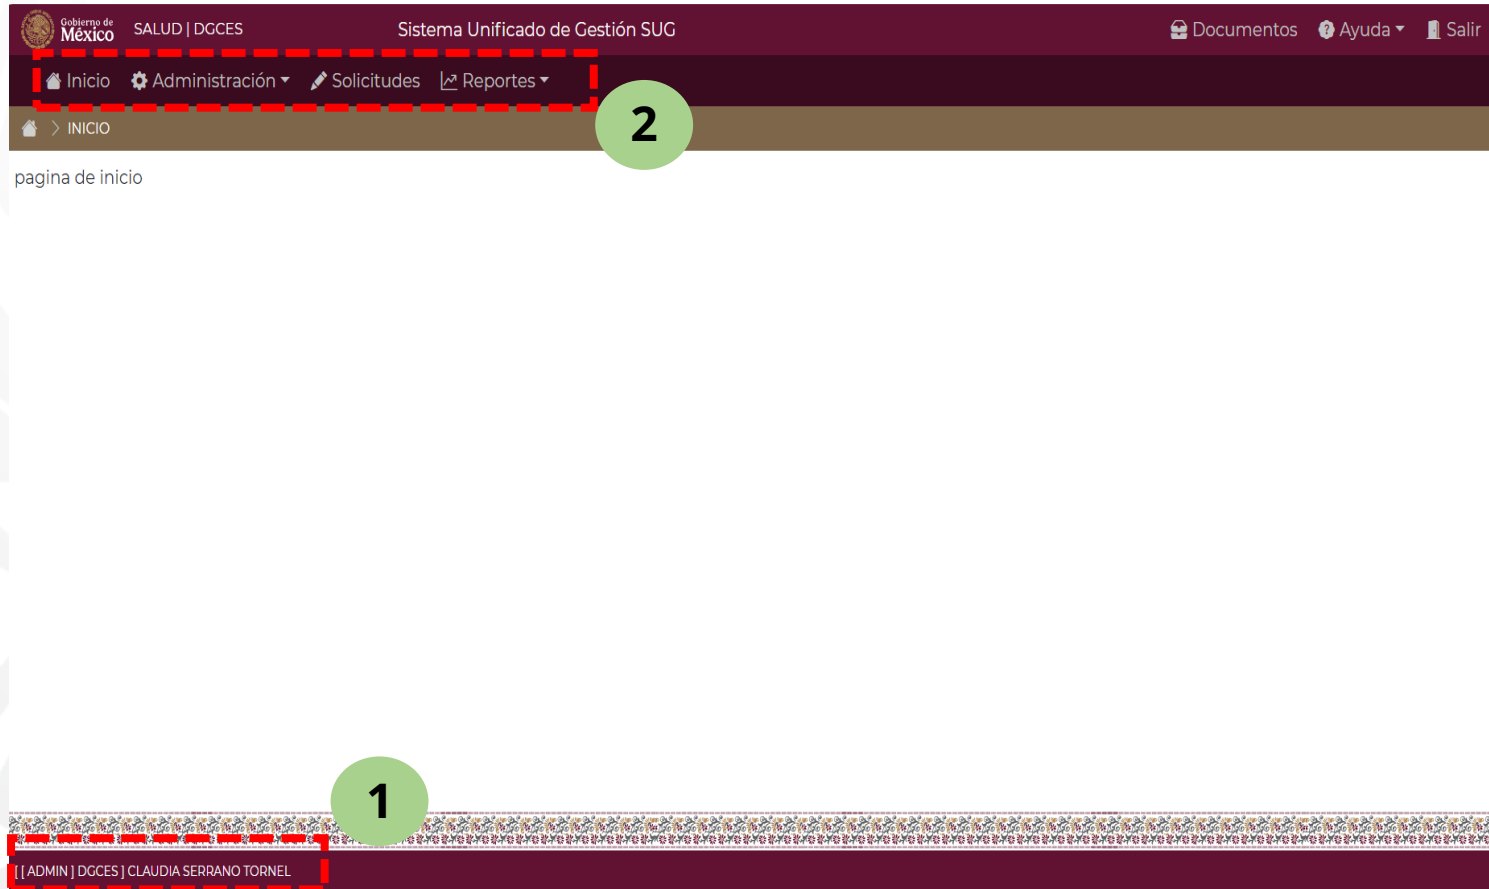 Gobierno de
México
SALUD | DGCES
Sistema Unificado de Gestión SUG
Documentos
Ayuda
Salir
Inicio
Administración
Solicitudes
Reportes
2
INICIO
pagina de inicio
1
[ [ ADMIN ] DGCES ] CLAUDIA SERRANO TORNEL